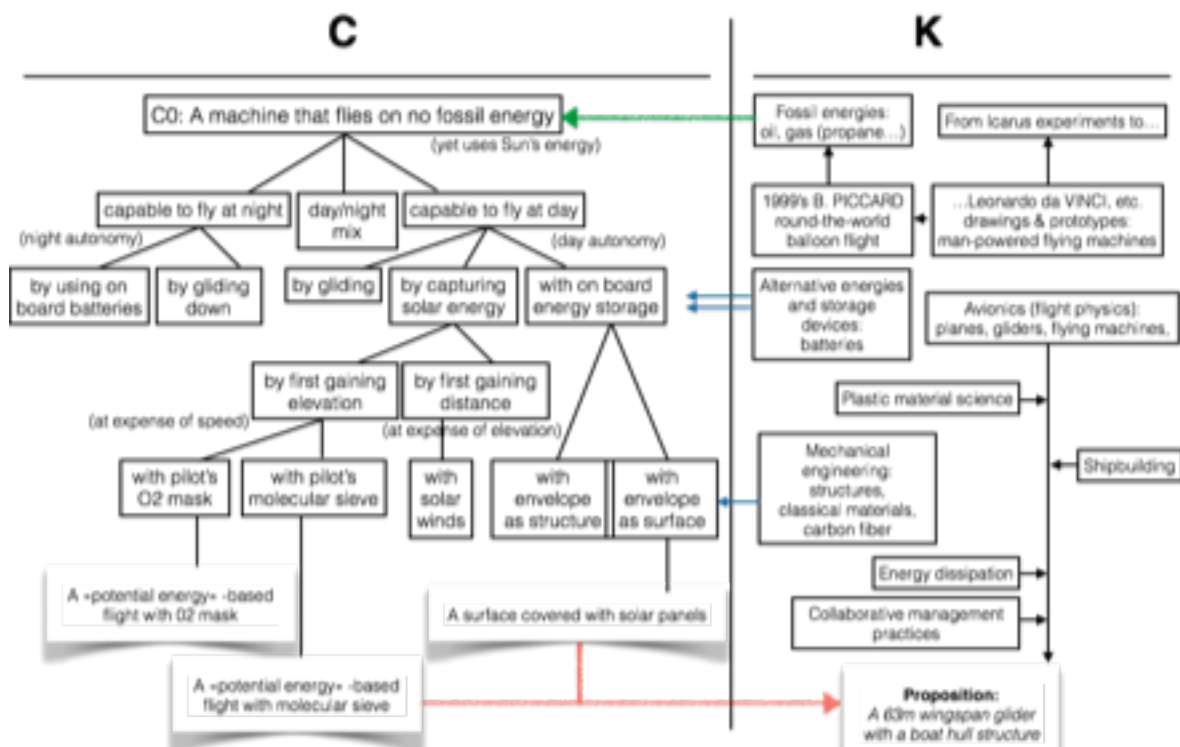 C
K
C0: A machine that flies on no fossil energy
(yet uses Sun's energy)
capable to fly at night
day/night
mix
capable to fly at day
(night autonomy)
(day autonomy)
by using on
board batteries
by gliding
down
by gliding
by capturing
solar energy
with on board
energy storage
by first gaining
elevation
by first gaining
distance
(at expense of speed)
(at expense of elevation)
with pilot's
O2 mask
with pilot's
molecular sieve
with
solar
winds
with
envelope
as structure
with
envelope
as surface
A «potential energy» -based
flight with 02 mask
A surface covered with solar panels
A «potential energy» -based
flight with molecular sieve
Fossil energies:
oil, gas (propane...)
From Icarus experiments to...
1999's B. PICCARD
round-the-world
balloon flight
...Leonardo da VINCI, etc.
drawings & prototypes:
man-powered flying machines
Alternative energies
and storage
devices:
batteries
Avionics (flight physics):
planes, gliders, flying machines,
Plastic material science
Mechanical
engineering:
structures,
classical materials,
carbon fiber
Shipbuilding
Energy dissipation
Collaborative management
practices
Proposition:
A 63m wingspan glider
with a boat hull structure